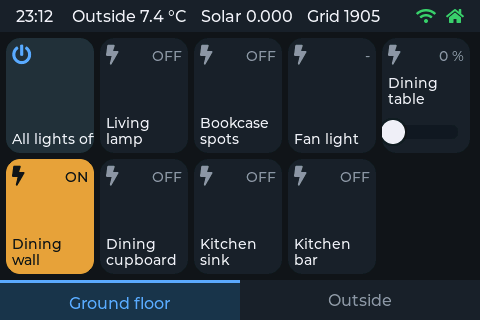 23:12 Outside 7.4 °C Solar 0.000 Grid 1905
All lights of
OFF
Living
lamp
OFF
Bookcase
spots
-
Fan light
0 %
Dining
table
ON
Dining
wall
OFF
Dining
cupboard
OFF
Kitchen
sink
OFF
Kitchen
bar
Ground floor
Outside